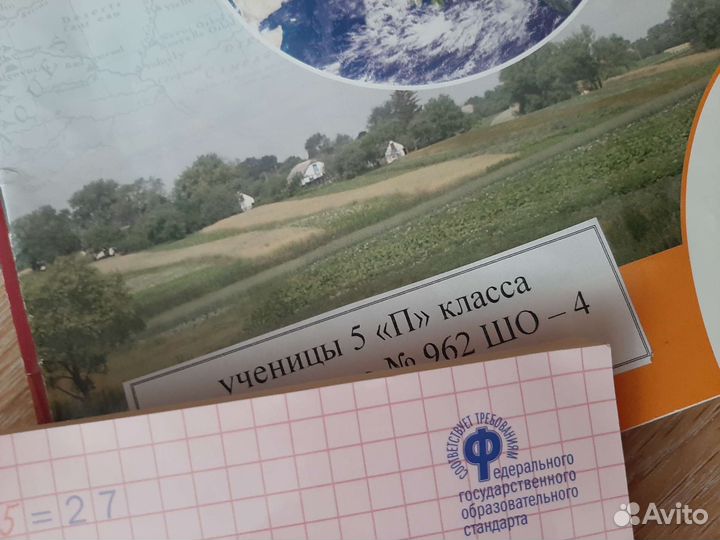 ученицы 5 «П» класса
№ 962 ШО – 4
СООТВЕТСТВУЕТ ТРЕБОВАНИЯМ
Федерального
государственного
образовательного
стандарта
5 = 27
Avito